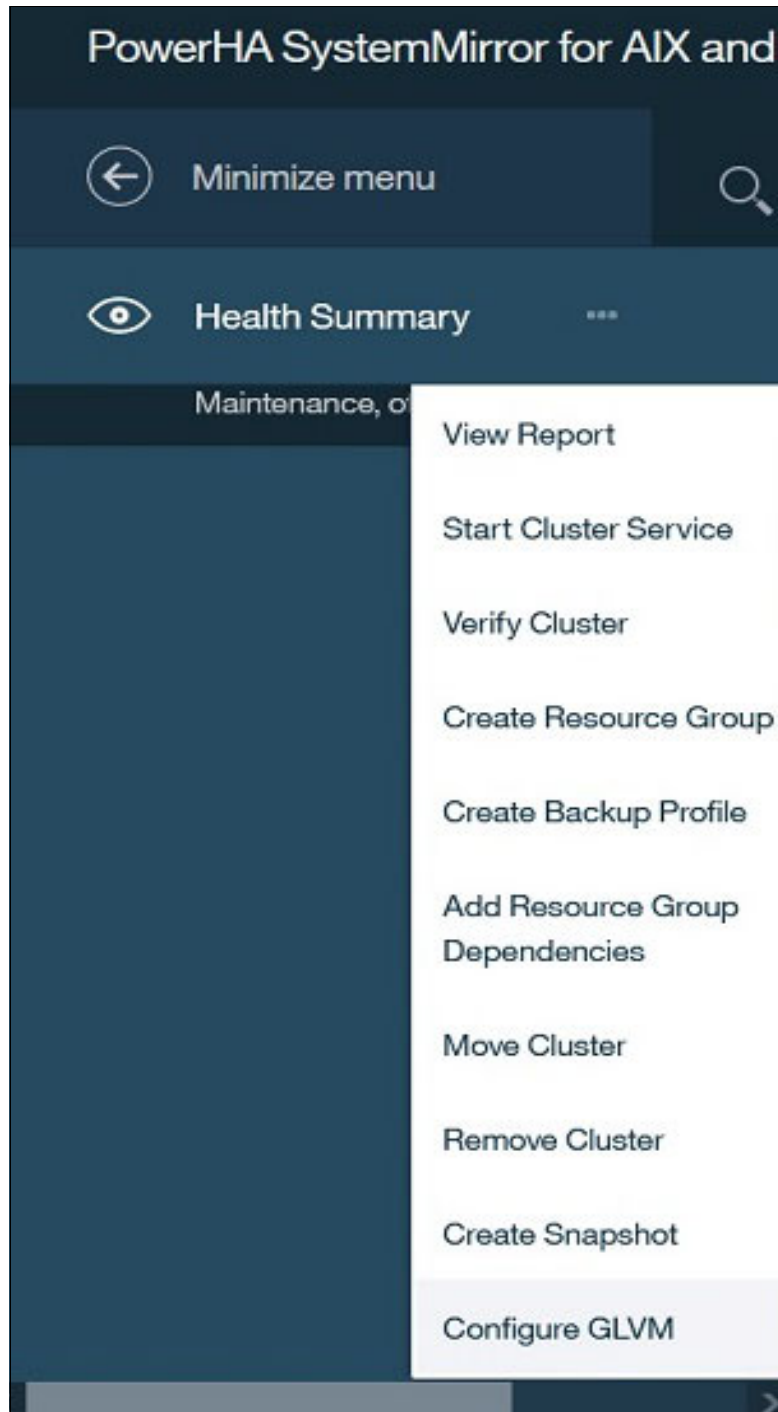 PowerHA SystemMirror for AIX and
Minimize menu
Health Summary
Maintenance,
View Report
Start Cluster Service
Verify Cluster
Create Resource Group
Create Backup Profile
Add Resource Group
Dependencies
Move Cluster
Remove Cluster
Create Snapshot
Configure GLVM